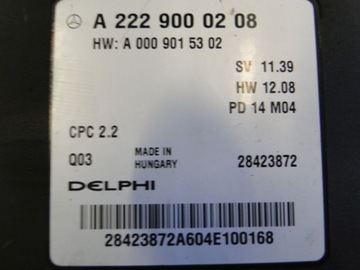 A 222 900 02 08
HW: A 000 901 53 02
SV 11.39
HW 12.08
PD 14 M04
CPC 2.2
Q03
MADE IN
HUNGARY
28423872
DELPHI
28423872A604E100168